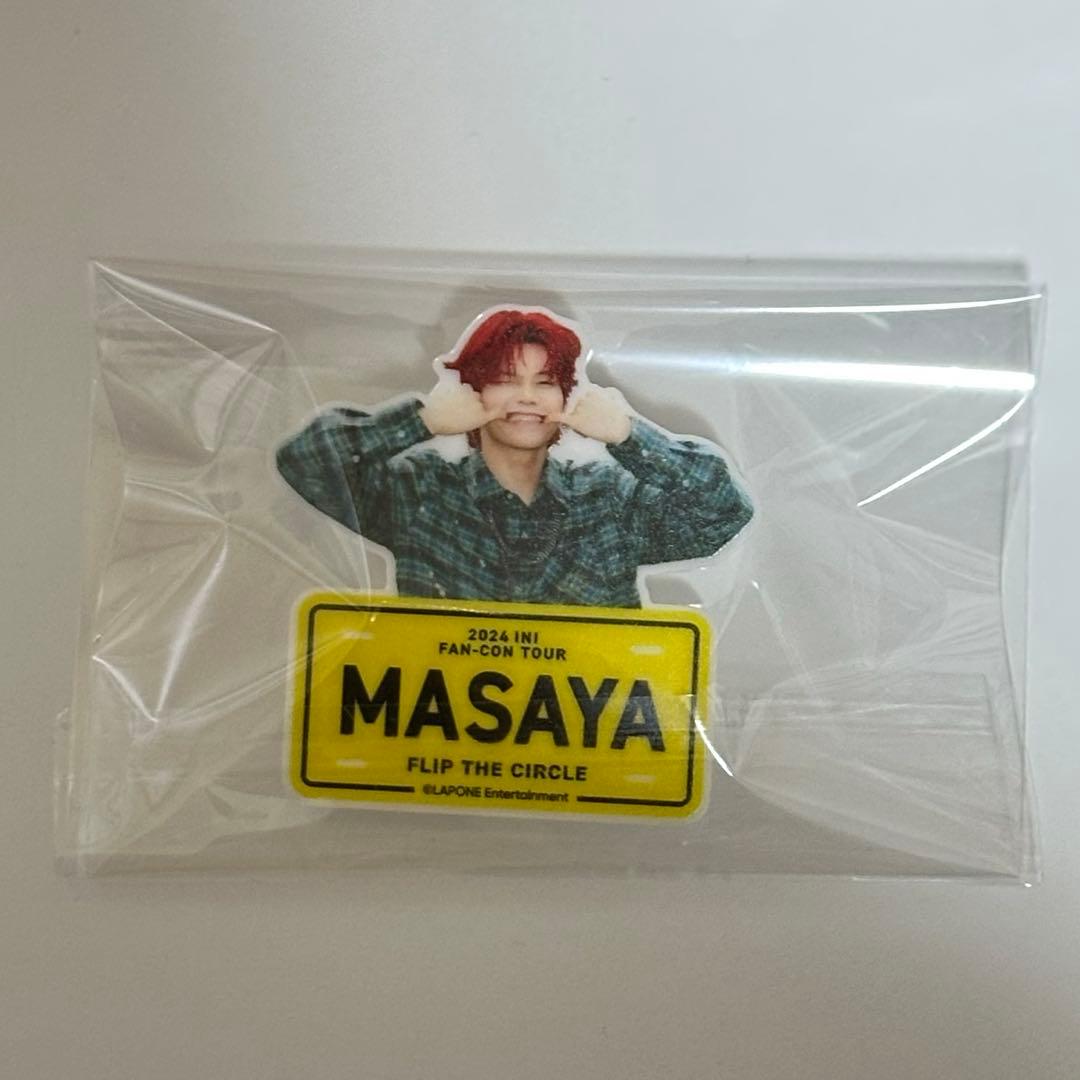 2024 INI
FAN-CON TOUR
MASAYA
FLIP THE CIRCLE
©LAPONE Entertainment